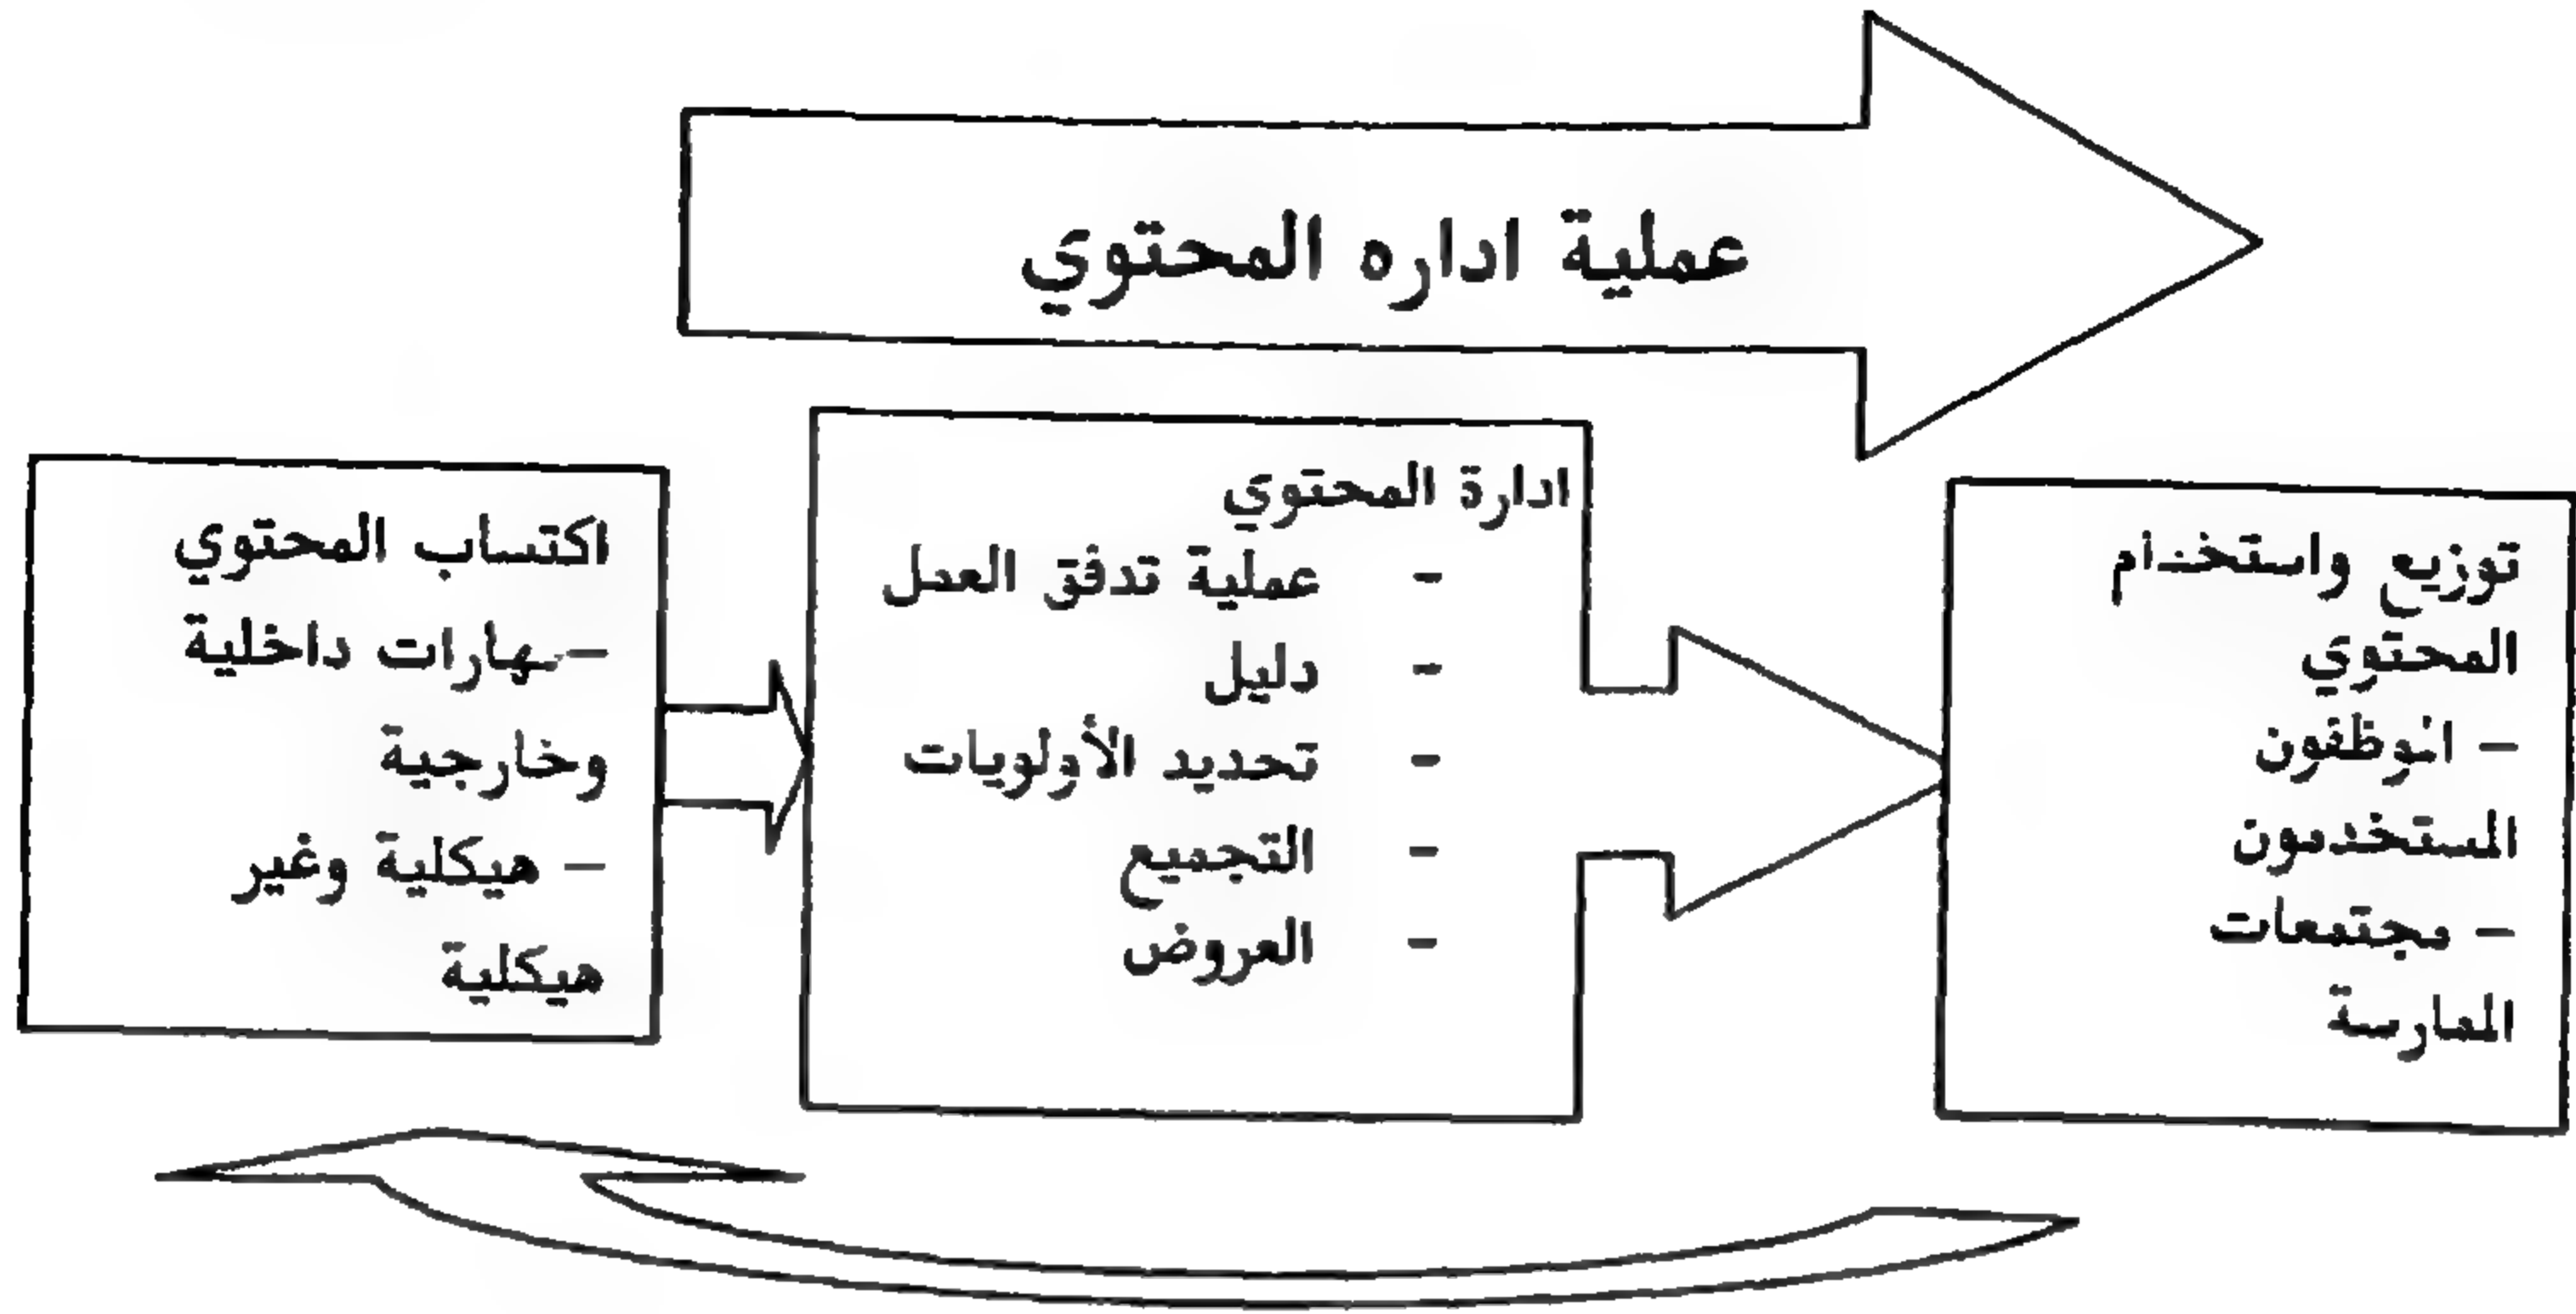 عملية اداره المحتوي
اكتساب المحتوي
–مهارات داخلية
وخارجية
– هيكلية وغير
هيكلية
ادارة المحتوي
- عملية تدفق العمل
- دليل
- تحديد الأولويات
- التجميع
- العروض
توزيع واستخدام
المحتوي
– الموظفون
المستخدمون
– مجتمعات
الممارسة